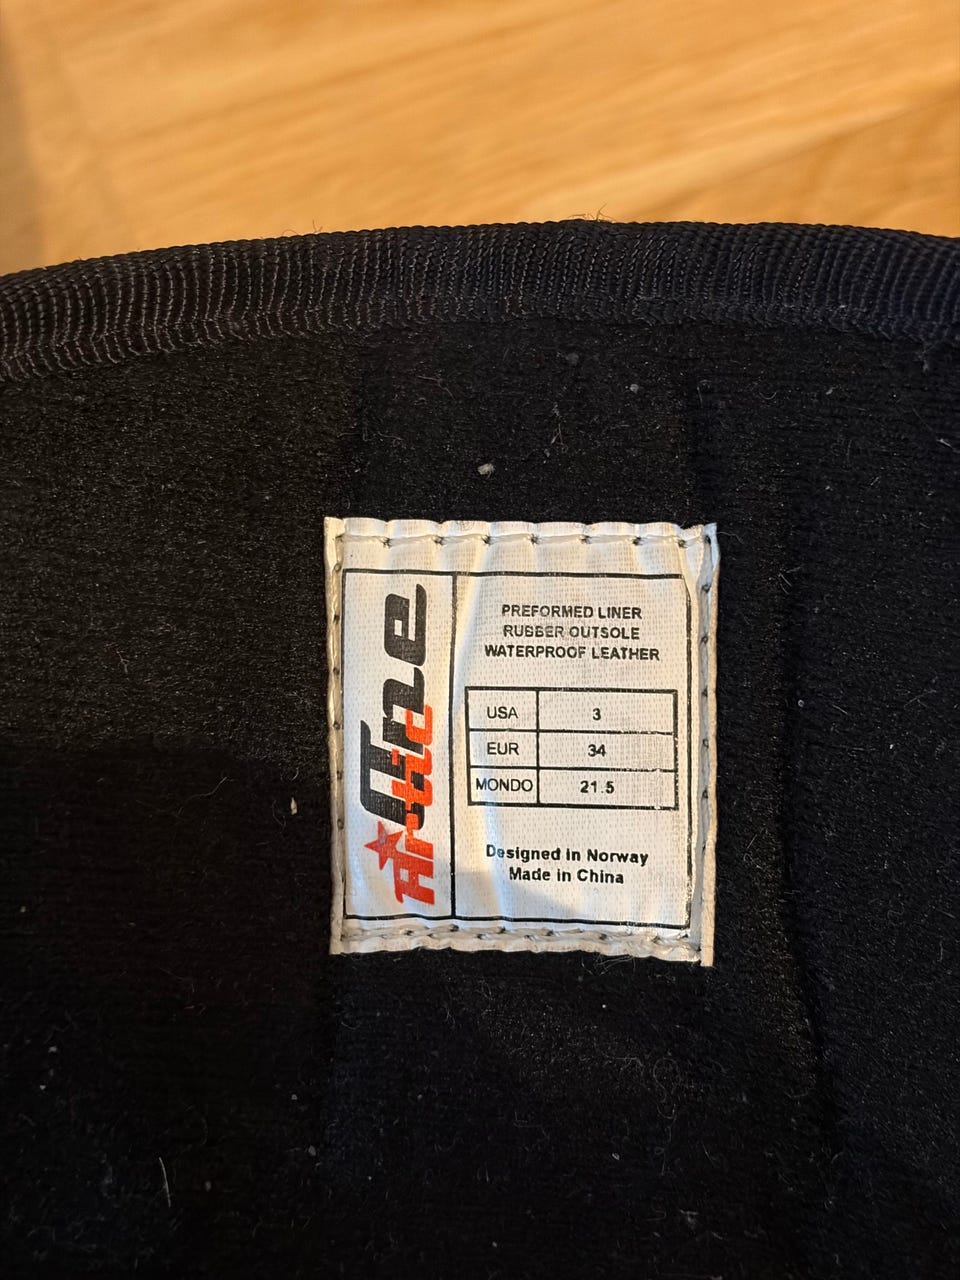 PREFORMED LINER
RUBBER OUTSOLE
WATERPROOF LEATHER
USA 3
EUR 34
MONDO 21.5
Designed in Norway
Made in China